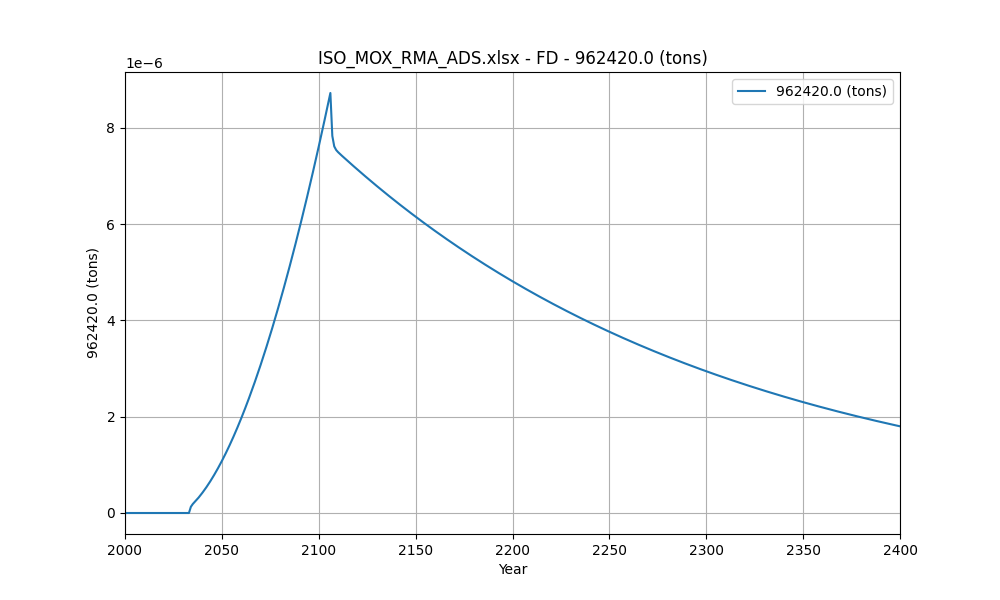 ISO_MOX_RMA_ADS.xlsx - FD - 962420.0 (tons)
1e−6
962420.0 (tons)
8
6
4
2
0
962420.0 (tons)
2000 2050 2100 2150 2200 2250 2300 2350 2400
Year